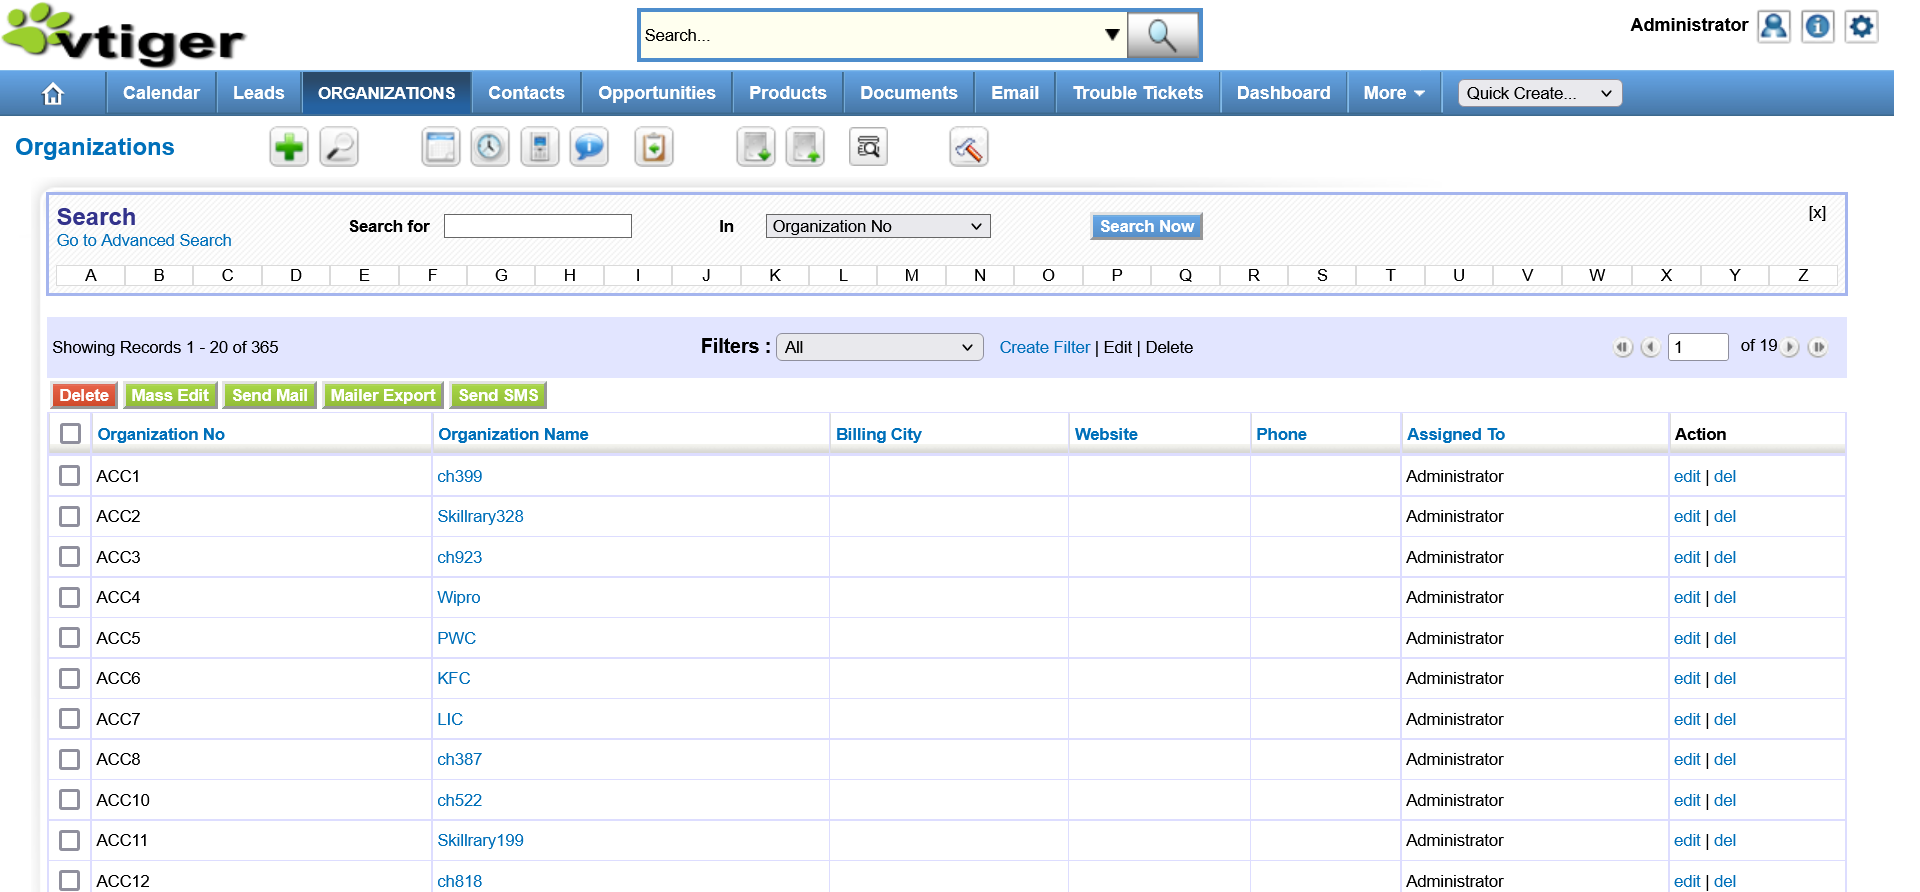 vtiger
Search...
Administrator
Calendar Leads ORGANIZATIONS Contacts Opportunities Products Documents Email Trouble Tickets Dashboard More Quick Create...
Organizations
Search
Go to Advanced Search
Search for In Organization No Search Now [x]
A B C D E F G H I J K L M N O P Q R S T U V W X Y Z
Showing Records 1 - 20 of 365 Filters : All Create Filter | Edit | Delete 1 of 19
Delete Mass Edit Send Mail Mailer Export Send SMS
Organization No Organization Name Billing City Website Phone Assigned To Action
ACC1 ch399 Administrator edit | del
ACC2 Skillrary328 Administrator edit | del
ACC3 ch923 Administrator edit | del
ACC4 Wipro Administrator edit | del
ACC5 PWC Administrator edit | del
ACC6 KFC Administrator edit | del
ACC7 LIC Administrator edit | del
ACC8 ch387 Administrator edit | del
ACC10 ch522 Administrator edit | del
ACC11 Skillrary199 Administrator edit | del
ACC12 ch818 Administrator edit | del